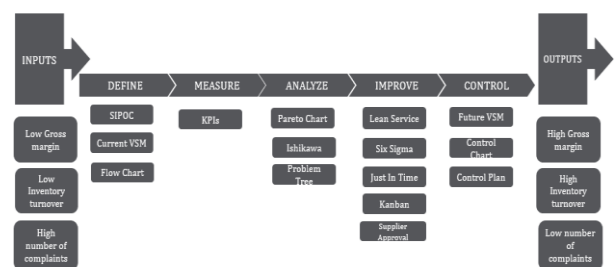 INPUTS
OUTPUTS
DEFINE
MEASURE
ANALYZE
IMPROVE
CONTROL
SIPOC
Current VSM
Flow Chart
KPIs
Pareto Chart
Ishikawa
Problem
Tree
Lean Service
Six Sigma
Just In Time
Kanban
Supplier
Approval
Future VSM
Control
Chart
Control Plan
Low Gross
margin
Low
Inventory
turnover
High
number of
complaints
High Gross
margin
High
Inventory
turnover
Low number
of
complaints